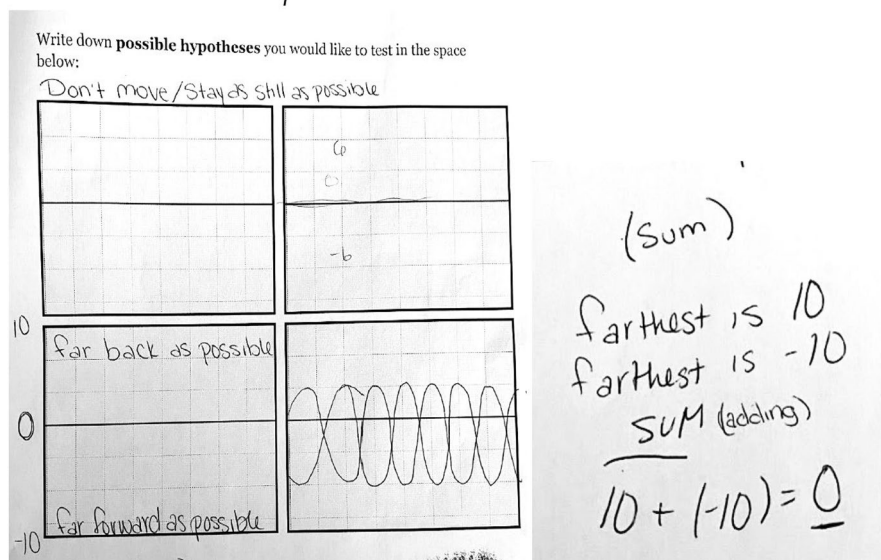 Write down possible hypotheses you would like to test in the space
below:
Don't move/Stay as still as possible
6
0
-6
10
far back as possible
0
far forward as possible
-10
(Sum)
farthest is 10
farthest is -10
SUM (adding)
10 + (-10) = 0